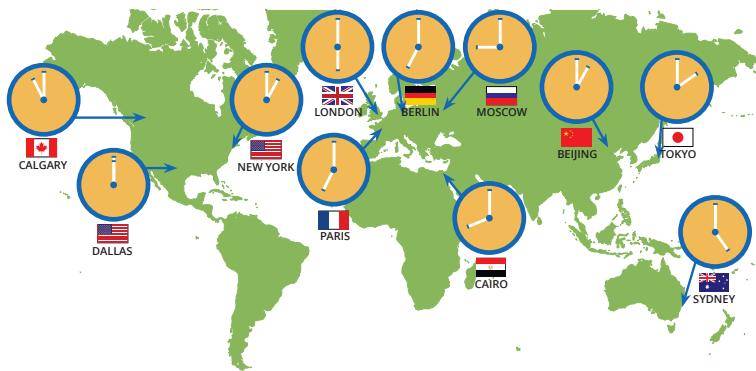 LONDON
BERLIN
MOSCOW
CALGARY
NEW YORK
BEIJING
TOKYO
DALLAS
PARIS
CAIRO
SYDNEY